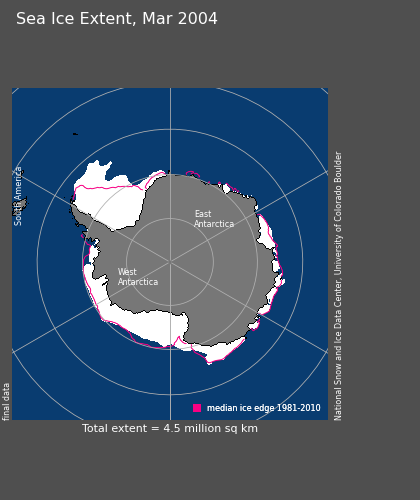 Sea Ice Extent, Mar 2004
South America
East
Antarctica
West
Antarctica
National Snow and Ice Data Center, University of Colorado Boulder
final data
median ice edge 1981-2010
Total extent = 4.5 million sq km